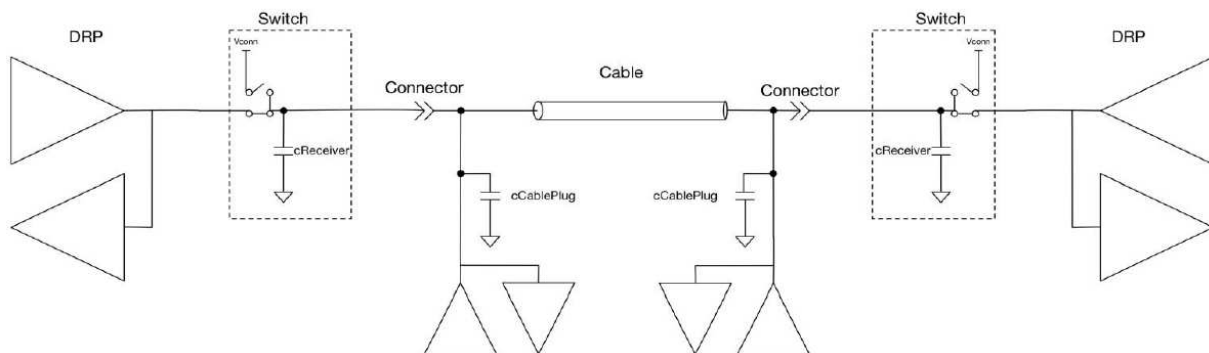 Switch
Switch
DRP
DRP
Vconn
Vconn
Cable
Connector
Connector
cReceiver
cReceiver
cCablePlug
cCablePlug